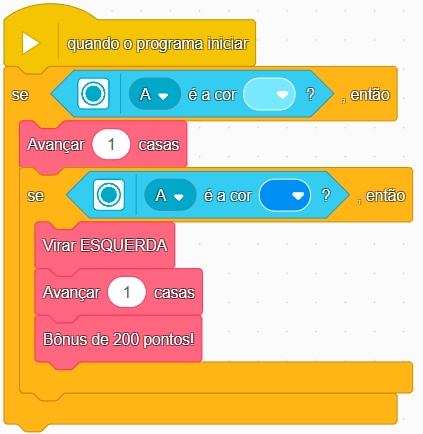 quando o programa iniciar
se A é a cor ? , então
Avançar 1 casas
se A é a cor ? , então
Virar ESQUERDA
Avançar 1 casas
Bônus de 200 pontos!